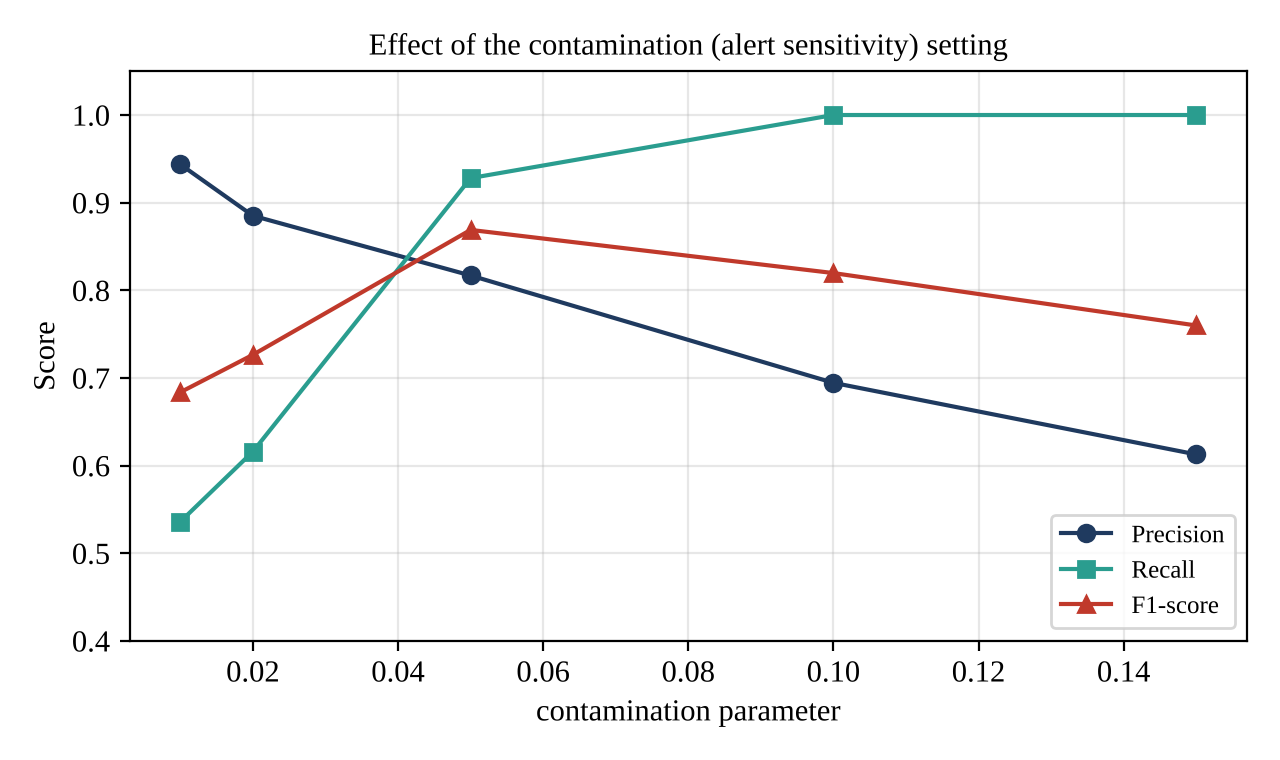 Effect of the contamination (alert sensitivity) setting
1.0
0.9
0.8
0.7
0.6
0.5
0.4
Score
Precision
Recall
F1-score
0.02 0.04 0.06 0.08 0.10 0.12 0.14
contamination parameter